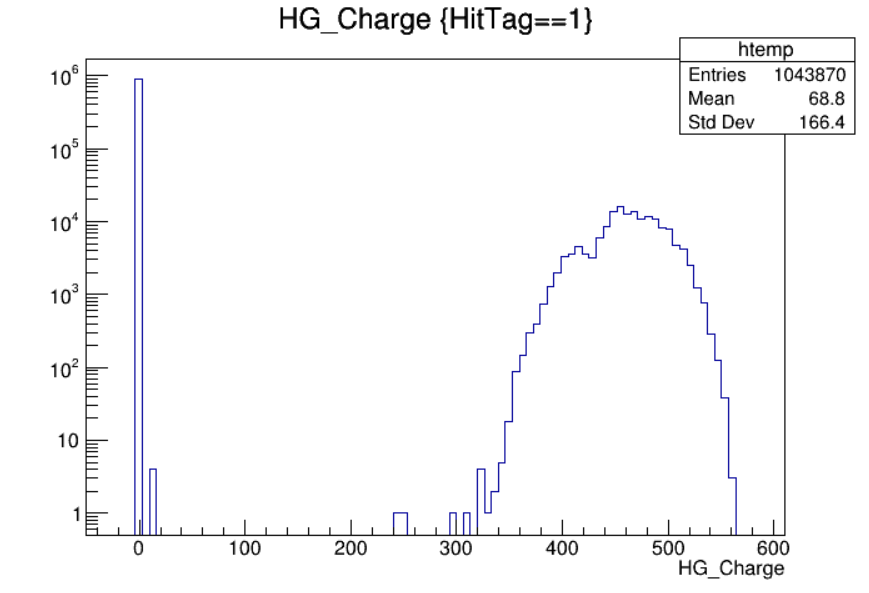 HG_Charge {HitTag==1}
htemp
Entries 1043870
Mean 68.8
Std Dev 166.4
10^6
10^5
10^4
10^3
10^2
10
1
0 100 200 300 400 500 600
HG_Charge